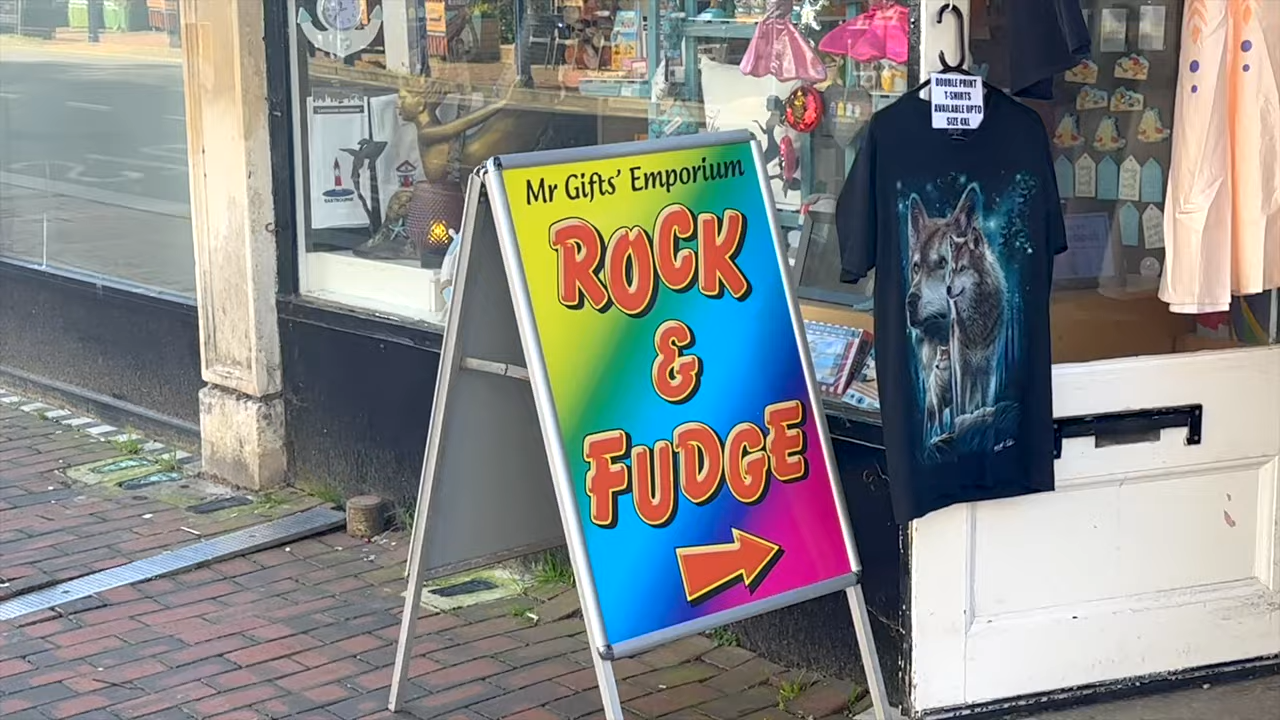 Mr Gifts' Emporium
ROCK
&
FUDGE
DOUBLE PRINT
T-SHIRTS
AVAILABLE UPTO
SIZE 4XL